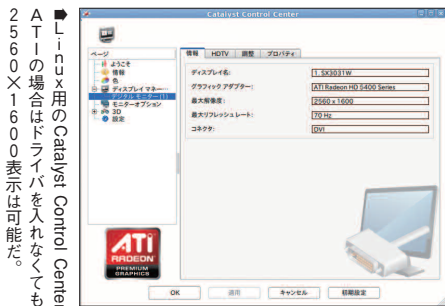 ➡Linux用のCatalyst Control Center
ATIの場合はドライバを入れなくても
2560×1600表示は可能だ。
Catalyst Control Center
ページ
ようこそ
情報
色
ディスプレイ マネー…
デジタル モニター (1)
モニターオプション
3D
設定
情報 HDTV 調整 プロパティ
ディスプレイ名: 1. SX3031W
グラフィック アダプター: ATI Radeon HD 5400 Series
最大解像度: 2560 x 1600
最大リフレッシュ レート: 70 Hz
コネクタ: DVI
ATI
RADEON
PREMIUM
GRAPHICS
OK 適用 キャンセル 初期設定